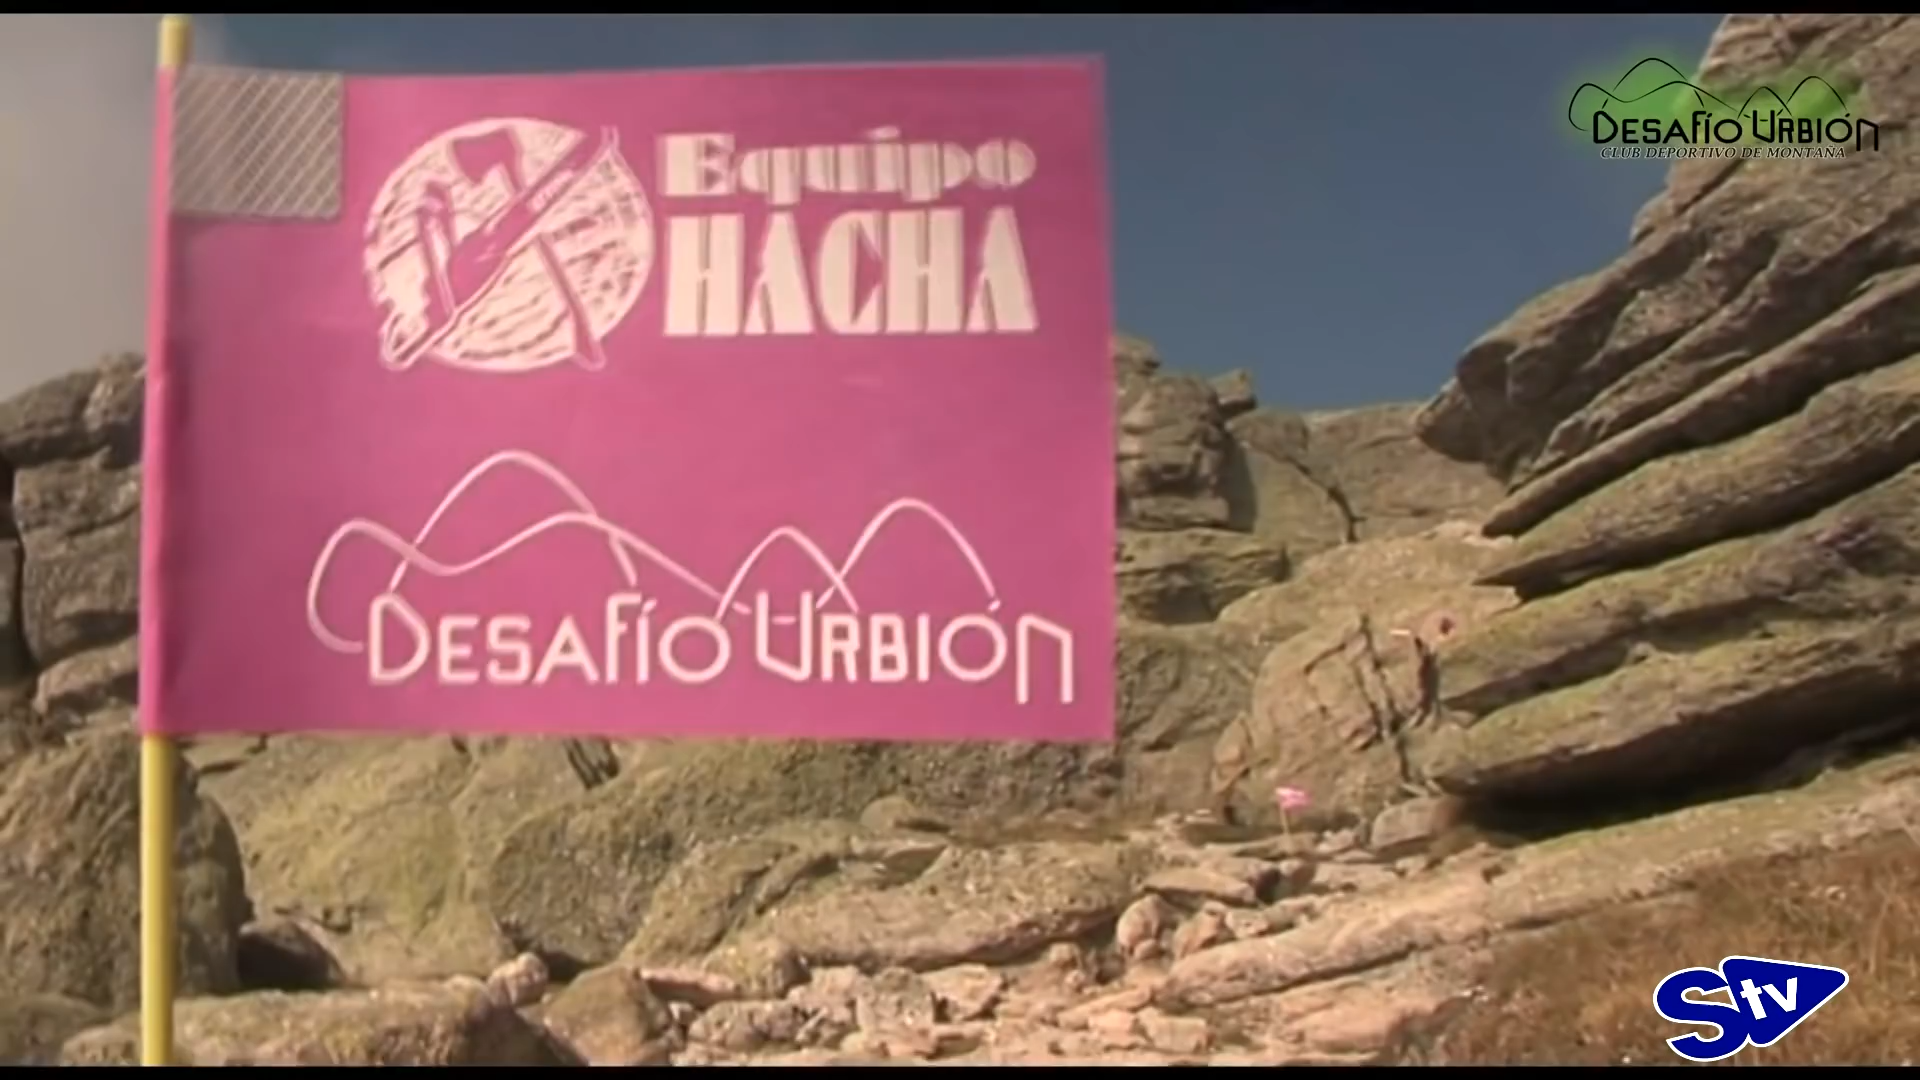 Equipo
HACHA
DESAFÍO URBIÓN
DESAFÍO URBIÓN
CLUB DEPORTIVO DE MONTAÑA
Stv